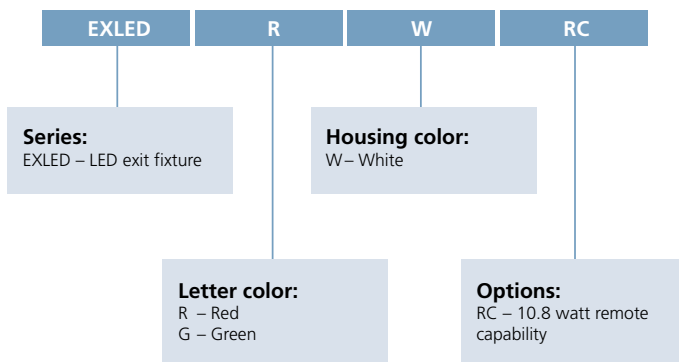 EXLED R W RC
Series:
EXLED – LED exit fixture
Housing color:
W – White
Letter color:
R – Red
G – Green
Options:
RC – 10.8 watt remote
capability